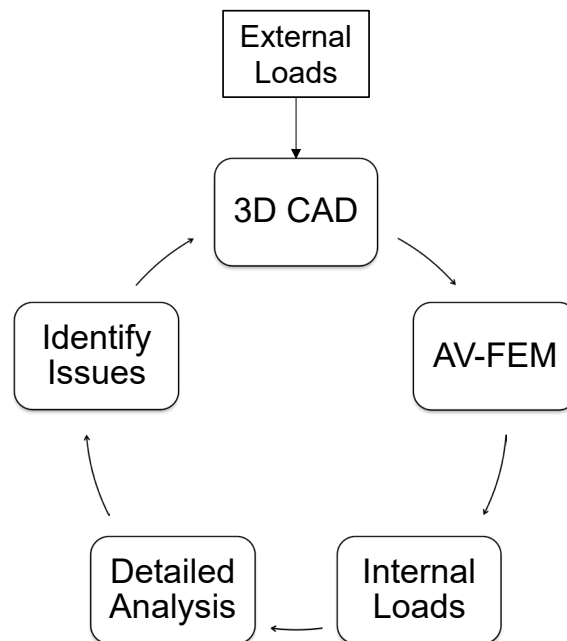 External
Loads
3D CAD
AV-FEM
Internal
Loads
Detailed
Analysis
Identify
Issues